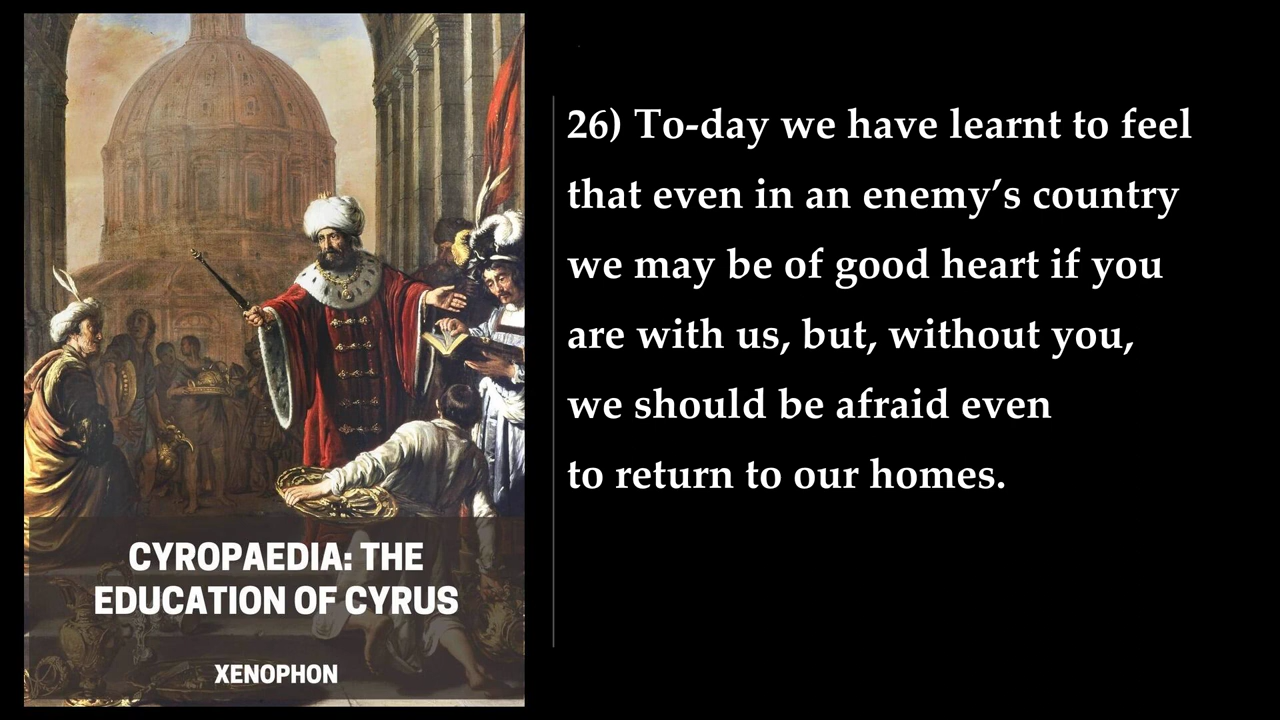 26) To-day we have learnt to feel
that even in an enemy’s country
we may be of good heart if you
are with us, but, without you,
we should be afraid even
to return to our homes.
CYROPAEDIA: THE
EDUCATION OF CYRUS
XENOPHON